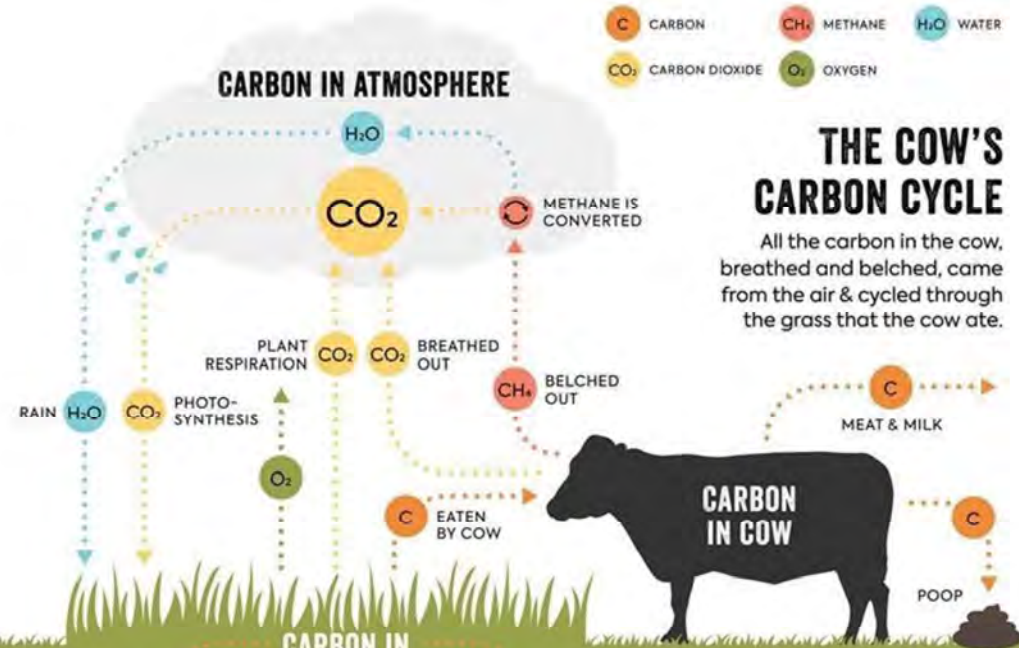 C CARBON
CH₄ METHANE
H₂O WATER
CO₂ CARBON DIOXIDE
O₂ OXYGEN
CARBON IN ATMOSPHERE
H₂O
CO₂
METHANE IS
CONVERTED
THE COW'S
CARBON CYCLE
All the carbon in the cow,
breathed and belched, came
from the air & cycled through
the grass that the cow ate.
PLANT
RESPIRATION
CO₂
CO₂
BREATHED
OUT
CH₄
BELCHED
OUT
RAIN
H₂O
CO₂
PHOTO-
SYNTHESIS
O₂
C
MEAT & MILK
C
EATEN
BY COW
CARBON
IN COW
C
POOP
CARBON IN